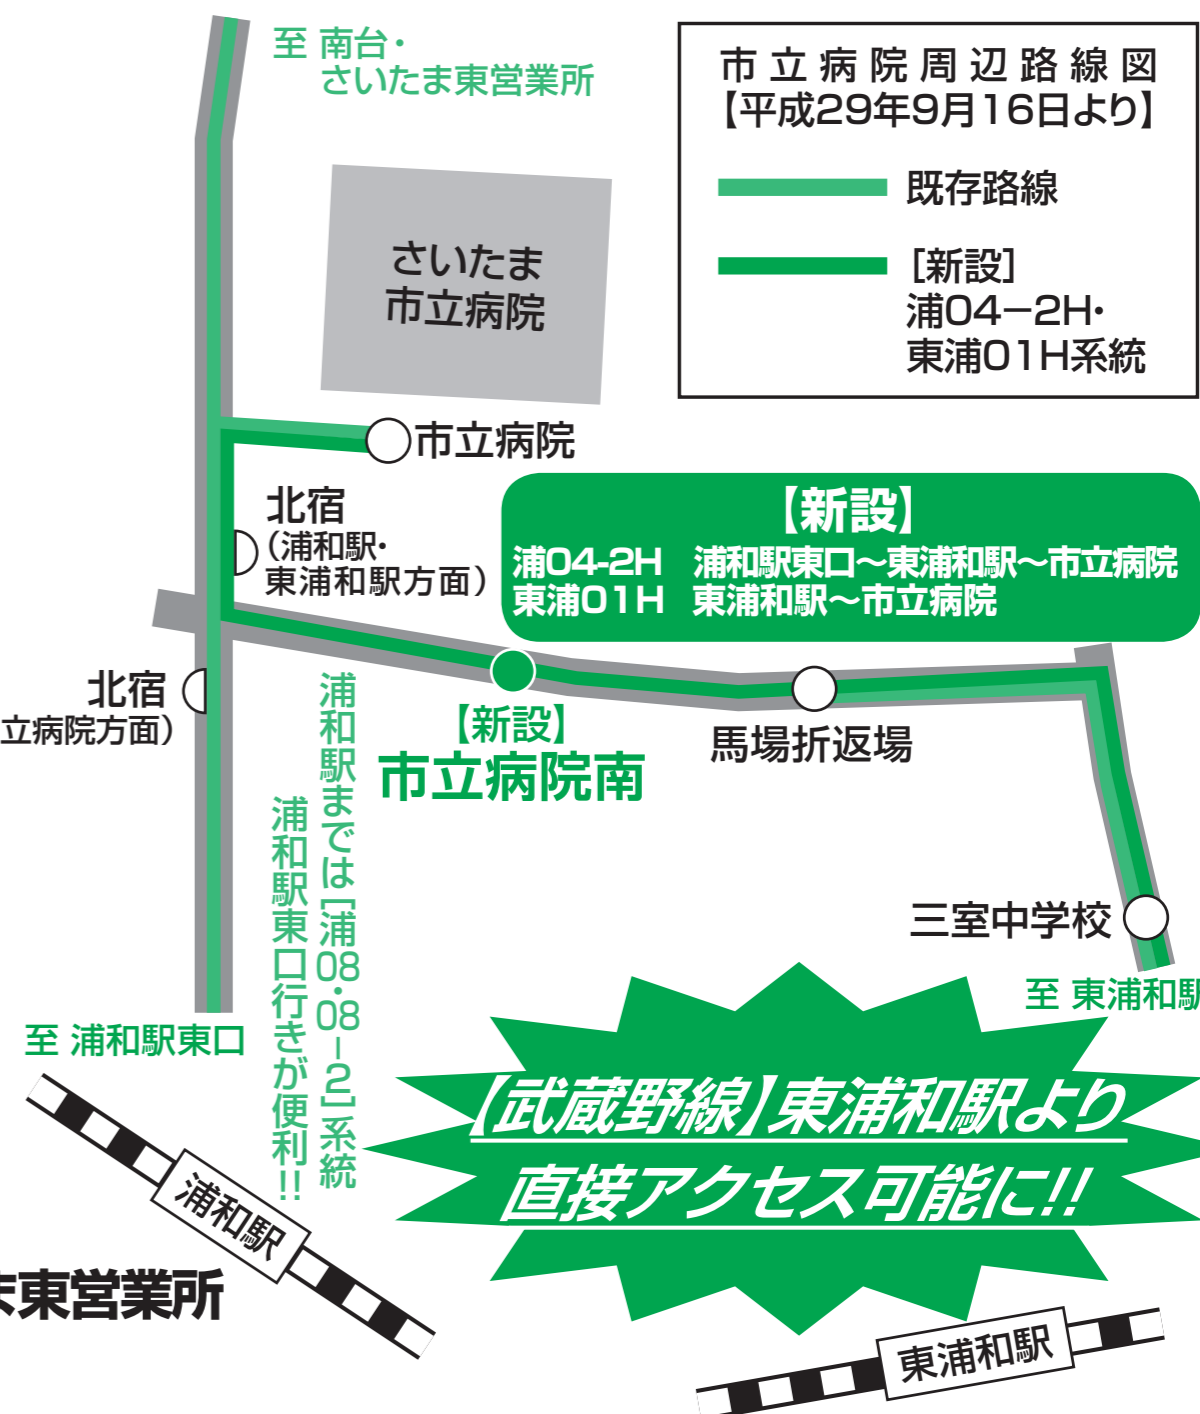 至 南台・
さいたま東営業所
市立病院周辺路線図
【平成29年9月16日より】
既存路線
［新設］
浦04−2H・
東浦01H系統
さいたま
市立病院
市立病院
北宿
（浦和駅・
東浦和駅方面）
【新設】
浦04-2H 浦和駅東口〜東浦和駅〜市立病院
東浦01H 東浦和駅〜市立病院
北宿
立病院方面）
【新設】
市立病院南
馬場折返場
浦和駅までは［浦08・08−2］系統
浦和駅東口行きが便利!!
三室中学校
至 東浦和駅
至 浦和駅東口
【武蔵野線】東浦和駅より
直接アクセス可能に!!
浦和駅
ま東営業所
東浦和駅